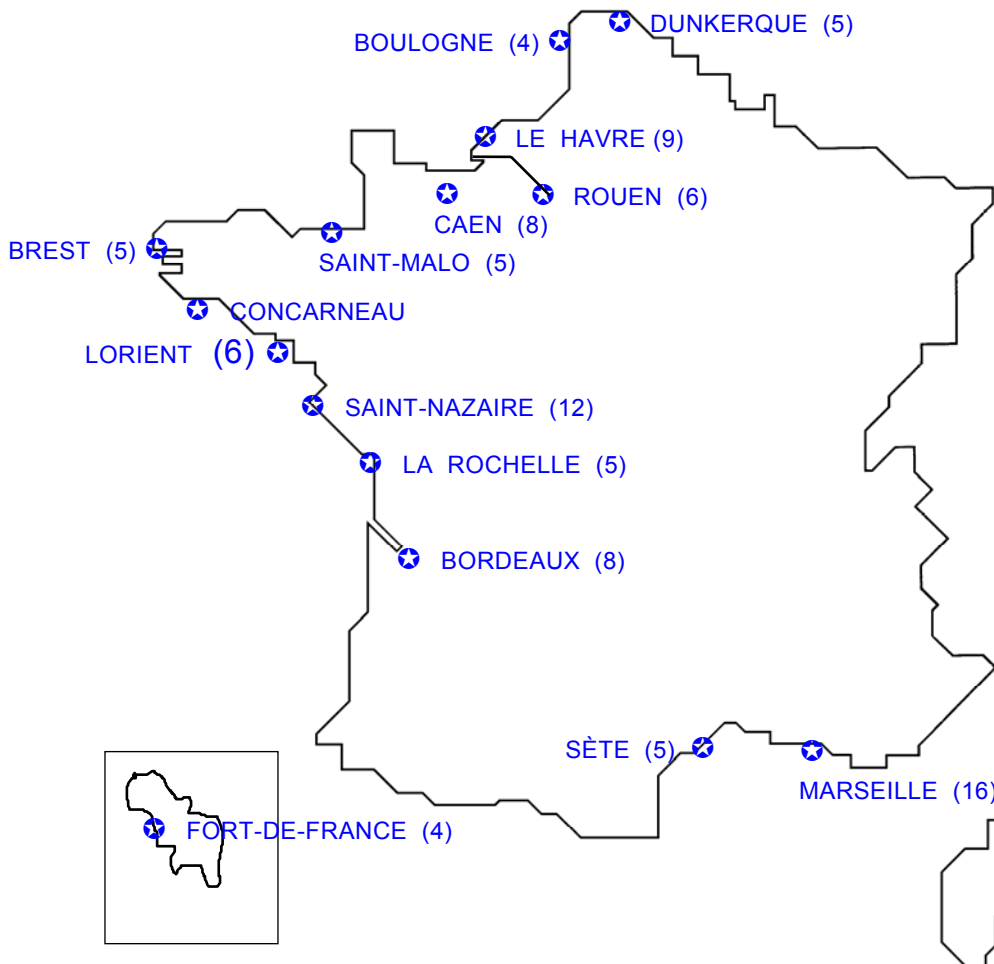 DUNKERQUE (5)
BOULOGNE (4)
LE HAVRE (9)
ROUEN (6)
CAEN (8)
BREST (5)
SAINT-MALO (5)
CONCARNEAU
LORIENT (6)
SAINT-NAZAIRE (12)
LA ROCHELLE (5)
BORDEAUX (8)
SÈTE (5)
MARSEILLE (16)
FORT-DE-FRANCE (4)